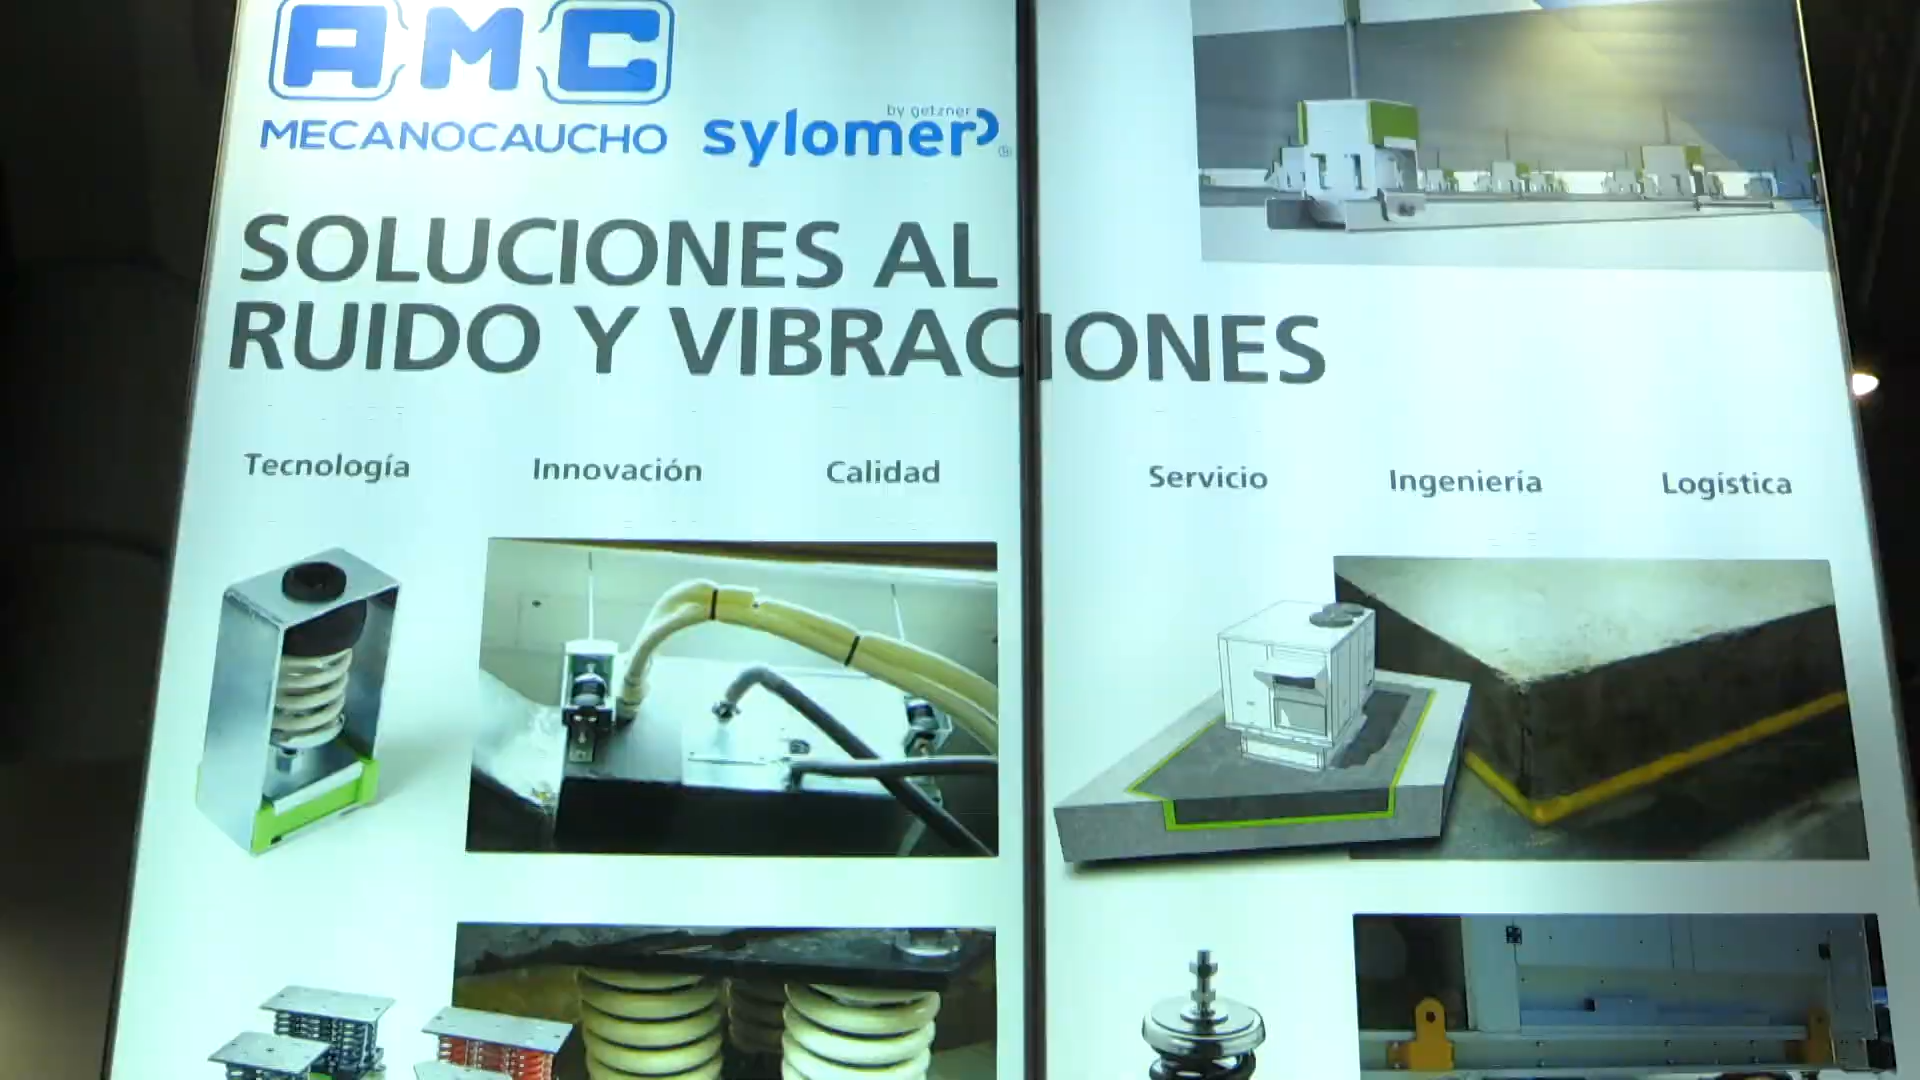 AMC
MECANOCAUCHO
by getzner
sylomer®
SOLUCIONES AL
RUIDO Y VIBRACIONES
Tecnología Innovación Calidad Servicio Ingeniería Logística